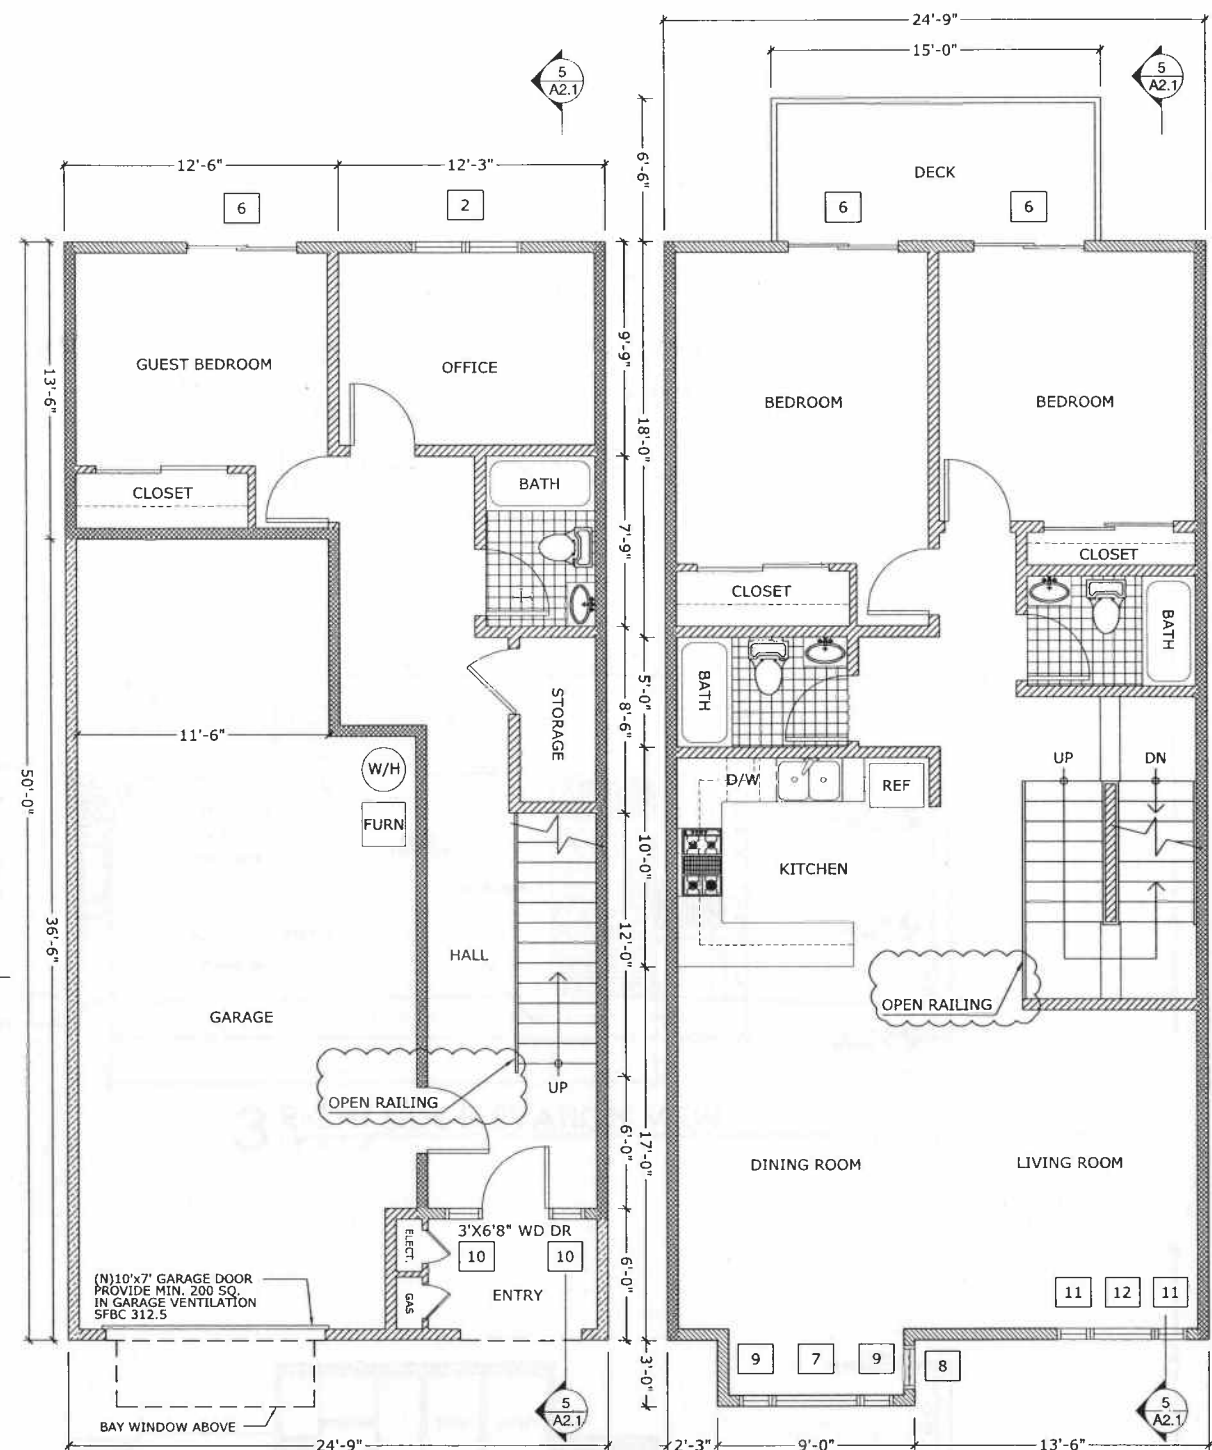 24'-9"
15'-0"
5
A2.1
5
A2.1
6'-6"
DECK
12'-6"
12'-3"
6
2
6
6
GUEST BEDROOM
OFFICE
9'-9"
13'-6"
18'-0"
BEDROOM
BEDROOM
CLOSET
BATH
7'-9"
CLOSET
CLOSET
BATH
BATH
STORAGE
5'-0"
8'-6"
11'-6"
50'-0"
W/H
FURN
D/W
REF
UP
DN
KITCHEN
10'-0"
36'-6"
HALL
12'-0"
GARAGE
OPEN RAILING
OPEN RAILING
UP
6'-0"
17'-0"
DINING ROOM
LIVING ROOM
3'X6'8" WD DR
ELECT.
10
10
(N)10'x7' GARAGE DOOR
PROVIDE MIN. 200 SQ.
IN GARAGE VENTILATION
SFBC 312.5
GAS
ENTRY
6'-0"
11
12
11
9
7
9
8
3'-0"
BAY WINDOW ABOVE
5
A2.1
5
A2.1
24'-9"
2'-3"
9'-0"
13'-6"